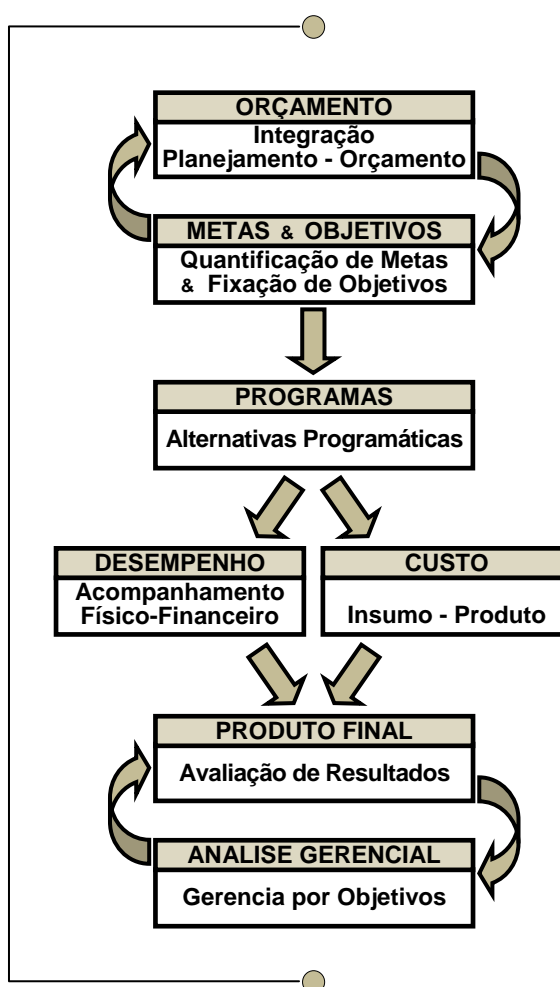 ORÇAMENTO
Integração
Planejamento - Orçamento
METAS & OBJETIVOS
Quantificação de Metas
& Fixação de Objetivos
PROGRAMAS
Alternativas Programáticas
DESEMPENHO
Acompanhamento
Físico-Financeiro
CUSTO
Insumo - Produto
PRODUTO FINAL
Avaliação de Resultados
ANALISE GERENCIAL
Gerencia por Objetivos